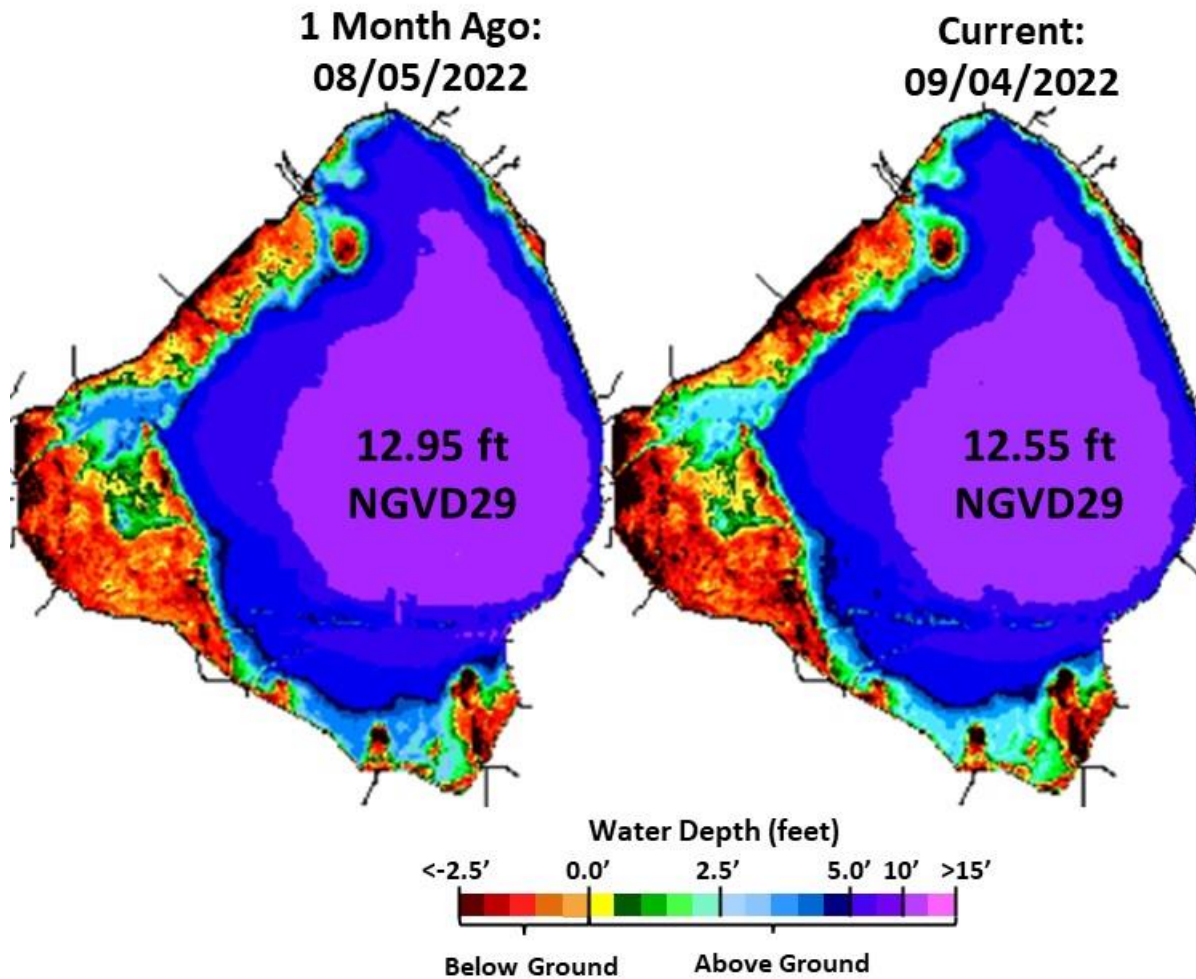 1 Month Ago:
08/05/2022
Current:
09/04/2022
12.95 ft
NGVD29
12.55 ft
NGVD29
Water Depth (feet)
<-2.5’ 0.0’ 2.5’ 5.0’ 10’ >15’
Below Ground Above Ground